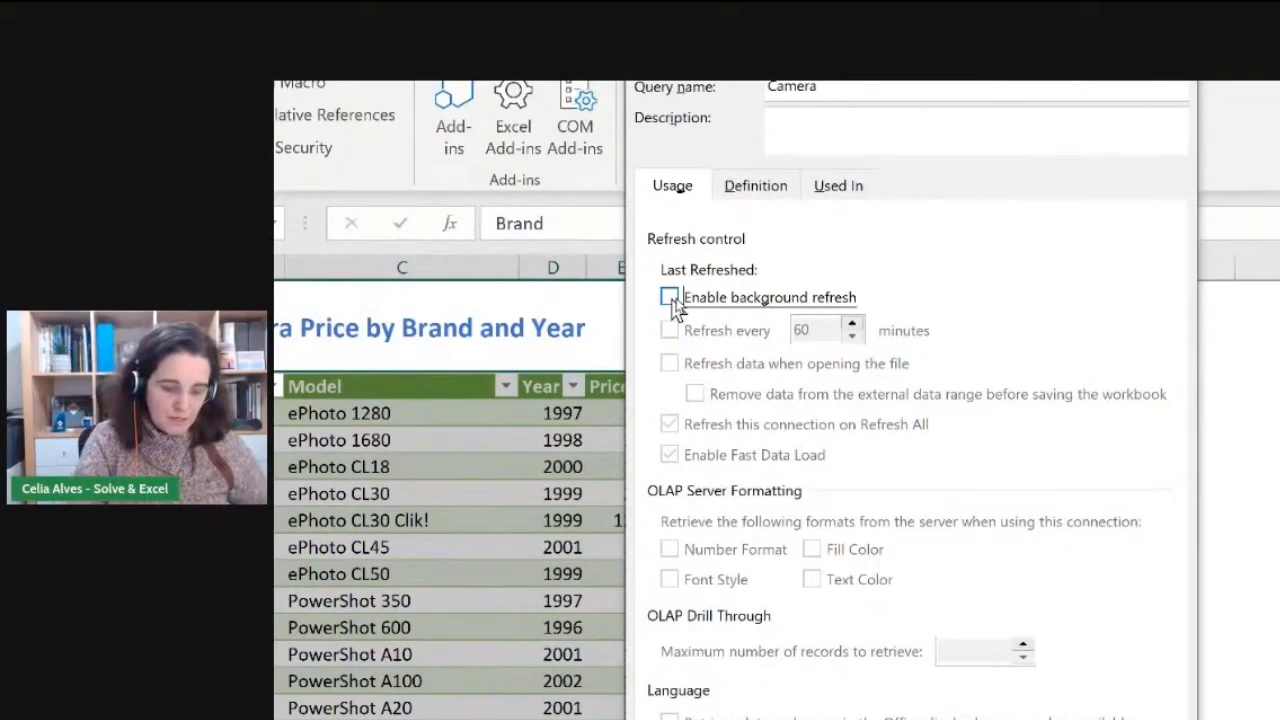 Macro
lative References
Security
Add-
ins
Excel
Add-ins
COM
Add-ins
Add-ins
fx
Brand
C
D
E
ra Price by Brand and Year
Model Year Price
ePhoto 1280 1997
ePhoto 1680 1998
ePhoto CL18 2000
ePhoto CL30 1999
ePhoto CL30 Clik! 1999 1
ePhoto CL45 2001
ePhoto CL50 1999
PowerShot 350 1997
PowerShot 600 1996
PowerShot A10 2001
PowerShot A100 2002
PowerShot A20 2001
Query name: Camera
Description:
Usage Definition Used In
Refresh control
Last Refreshed:
Enable background refresh
Refresh every 60 minutes
Refresh data when opening the file
Remove data from the external data range before saving the workbook
Refresh this connection on Refresh All
Enable Fast Data Load
OLAP Server Formatting
Retrieve the following formats from the server when using this connection:
Number Format Fill Color
Font Style Text Color
OLAP Drill Through
Maximum number of records to retrieve:
Language
Celia Alves - Solve & Excel